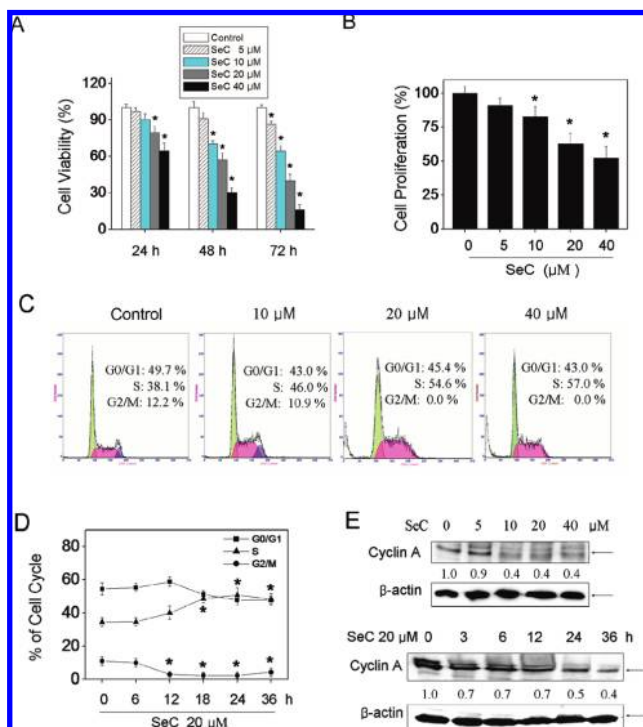 A
Control
SeC 5 µM
SeC 10 µM
SeC 20 µM
SeC 40 µM
Cell Viability (%)
120
90
60
30
0
* * * * * * * *
24 h 48 h 72 h
B
Cell Proliferation (%)
125
100
75
50
25
0
* * *
0 5 10 20 40
SeC (µM)
C
Control 10 µM 20 µM 40 µM
G0/G1: 49.7 %
S: 38.1 %
G2/M: 12.2 %
G0/G1: 43.0 %
S: 46.0 %
G2/M: 10.9 %
G0/G1: 45.4 %
S: 54.6 %
G2/M: 0.0 %
G0/G1: 43.0 %
S: 57.0 %
G2/M: 0.0 %
D
% of Cell Cycle
80
60
40
20
0
G0/G1
S
G2/M
* * * * * * *
0 6 12 18 24 36 h
SeC 20 µM
E
SeC 0 5 10 20 40 µM
Cyclin A
1.0 0.9 0.4 0.4 0.4
β-actin
SeC 20 µM 0 3 6 12 24 36 h
Cyclin A
1.0 0.7 0.7 0.7 0.5 0.4
β-actin